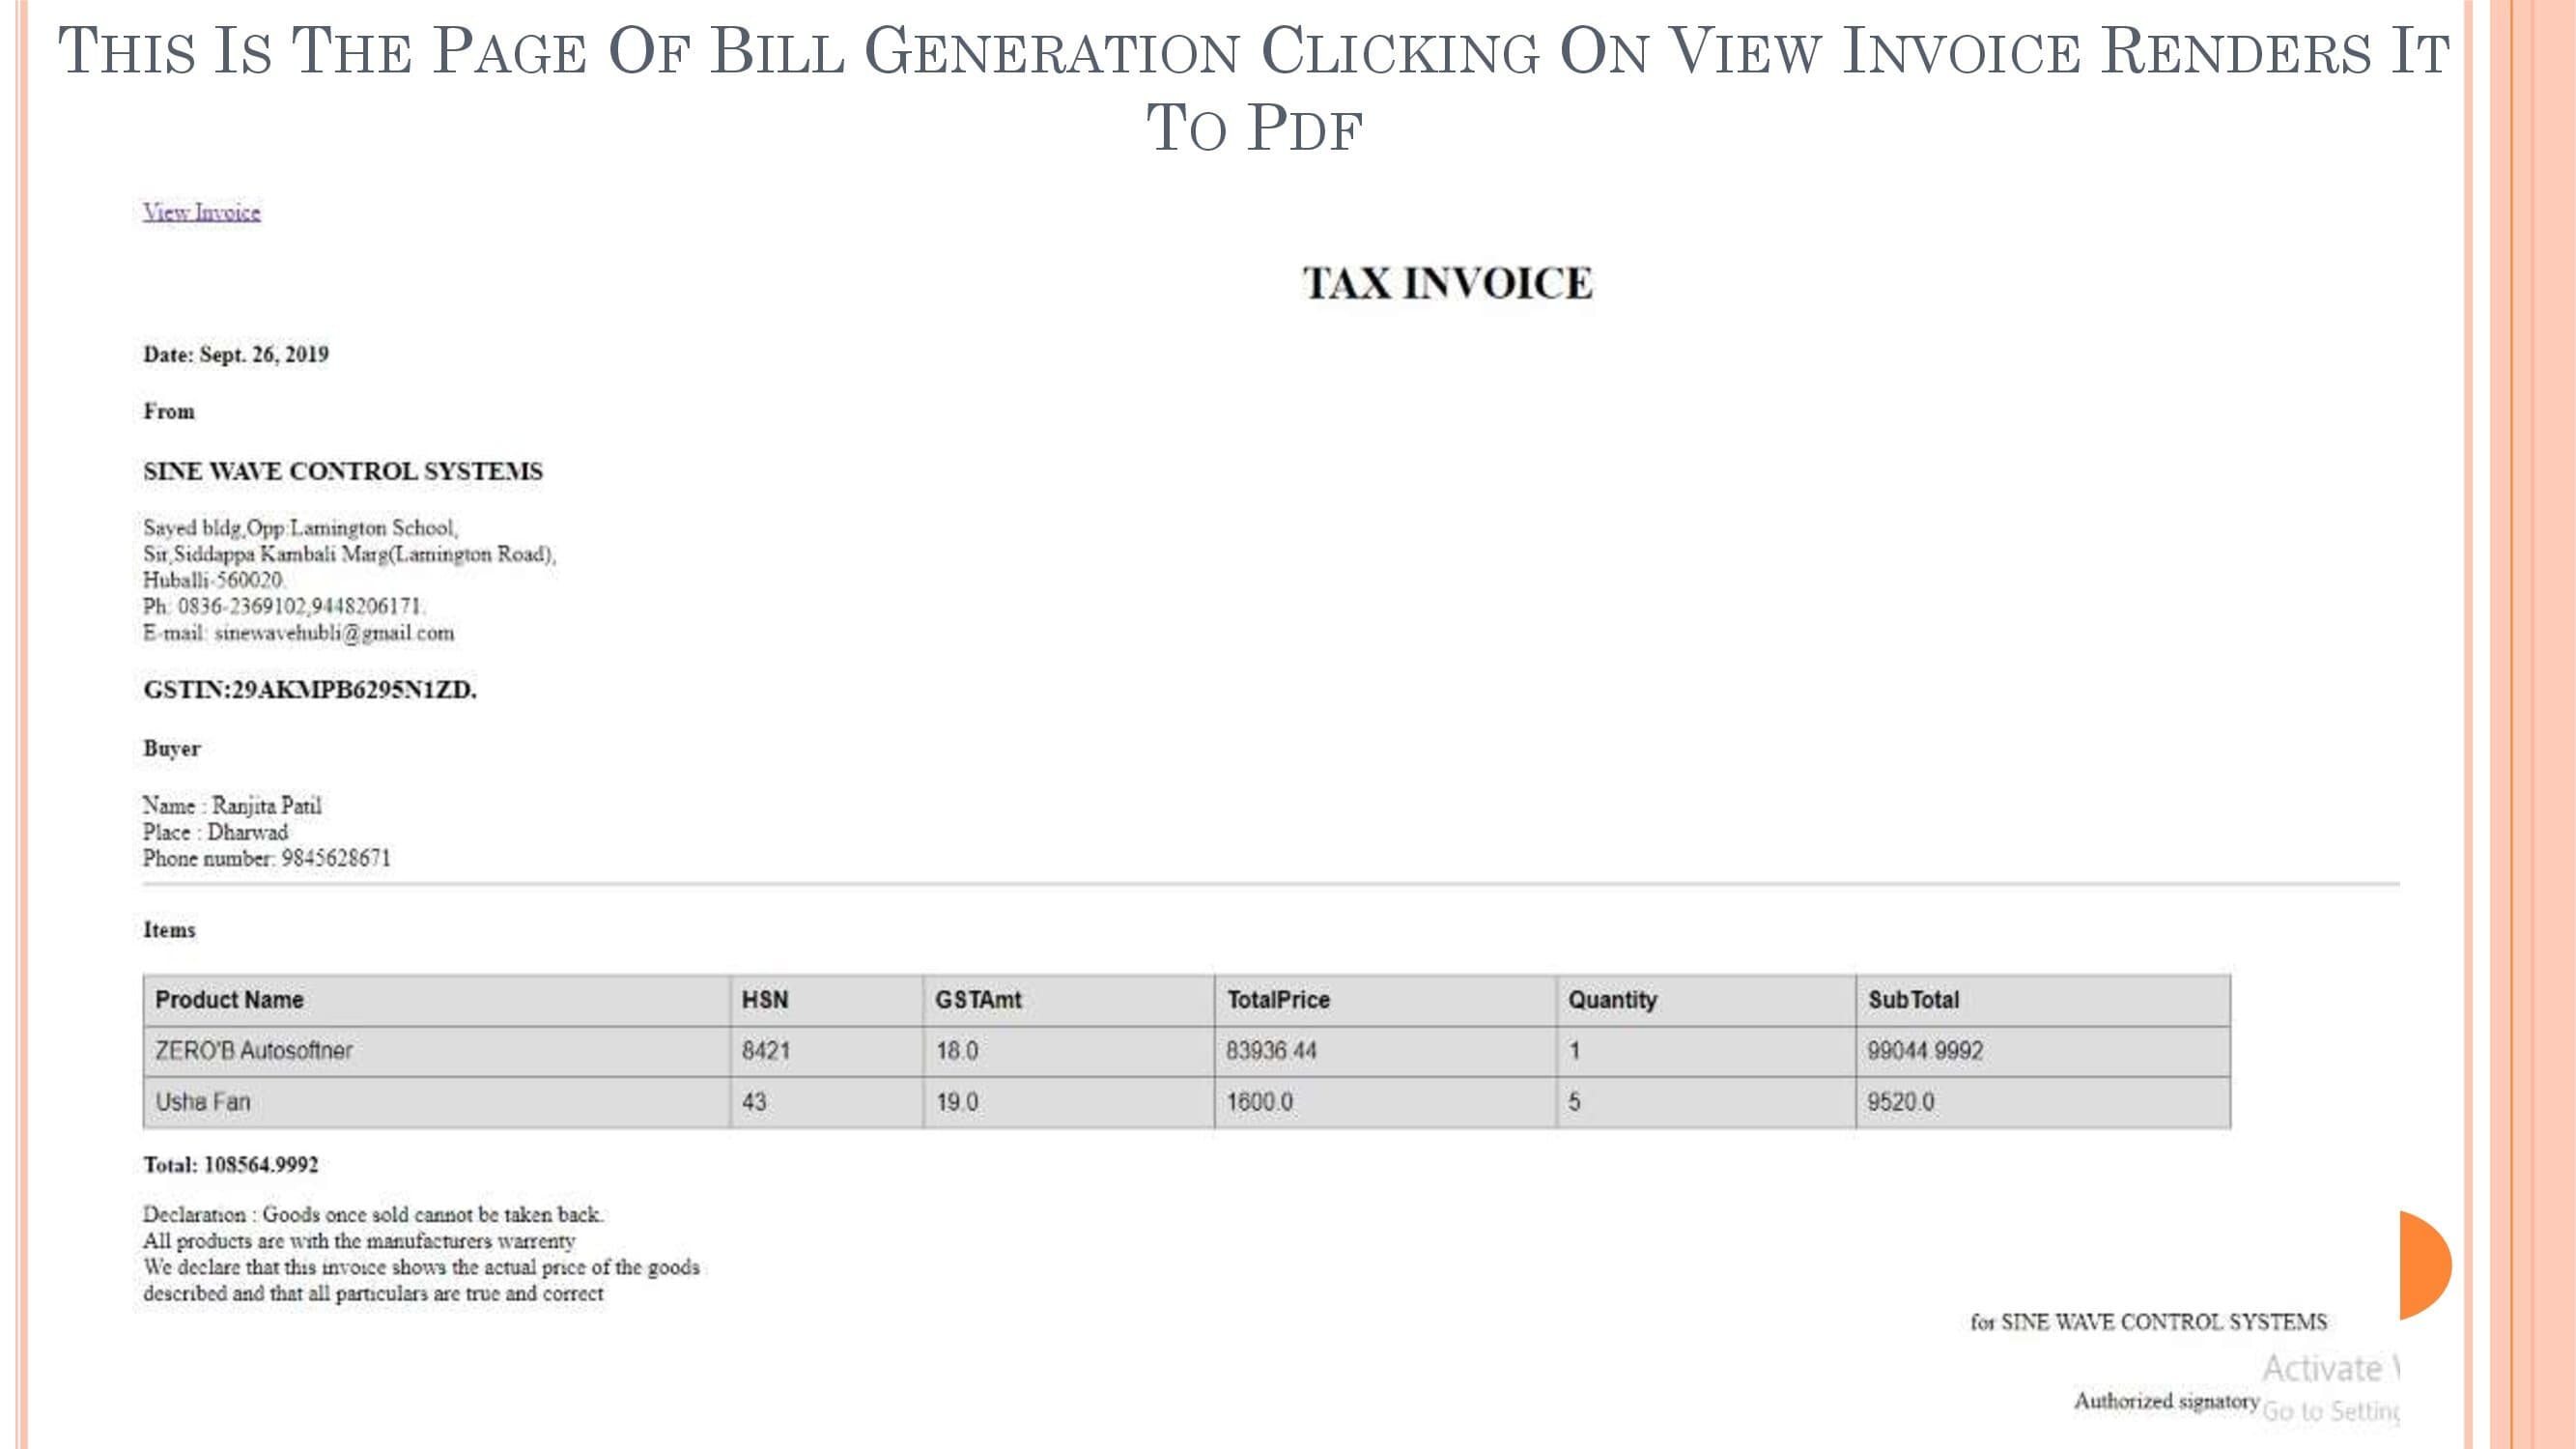 This Is The Page Of Bill Generation Clicking On View Invoice Renders It
To Pdf
View Invoice
TAX INVOICE
Date: Sept. 26, 2019
From
SINE WAVE CONTROL SYSTEMS
Sayed bldg,Opp:Lamington School,
Sir,Siddappa Kambali Marg(Lamington Road),
Huballi-560020.
Ph: 0836-2369102,9448206171.
E-mail: sinewavehubli@gmail.com
GSTIN:29AKMPB6295N1ZD.
Buyer
Name : Ranjita Patil
Place : Dharwad
Phone number: 9845628671
Items
Product Name HSN GSTAmt TotalPrice Quantity SubTotal
ZERO'B Autosoftner 8421 18.0 83936.44 1 99044.9992
Usha Fan 43 19.0 1600.0 5 9520.0
Total: 108564.9992
Declaration : Goods once sold cannot be taken back.
All products are with the manufacturers warrenty
We declare that this invoice shows the actual price of the goods
described and that all particulars are true and correct
for SINE WAVE CONTROL SYSTEMS
Activate
Authorized signatory
Go to Setting